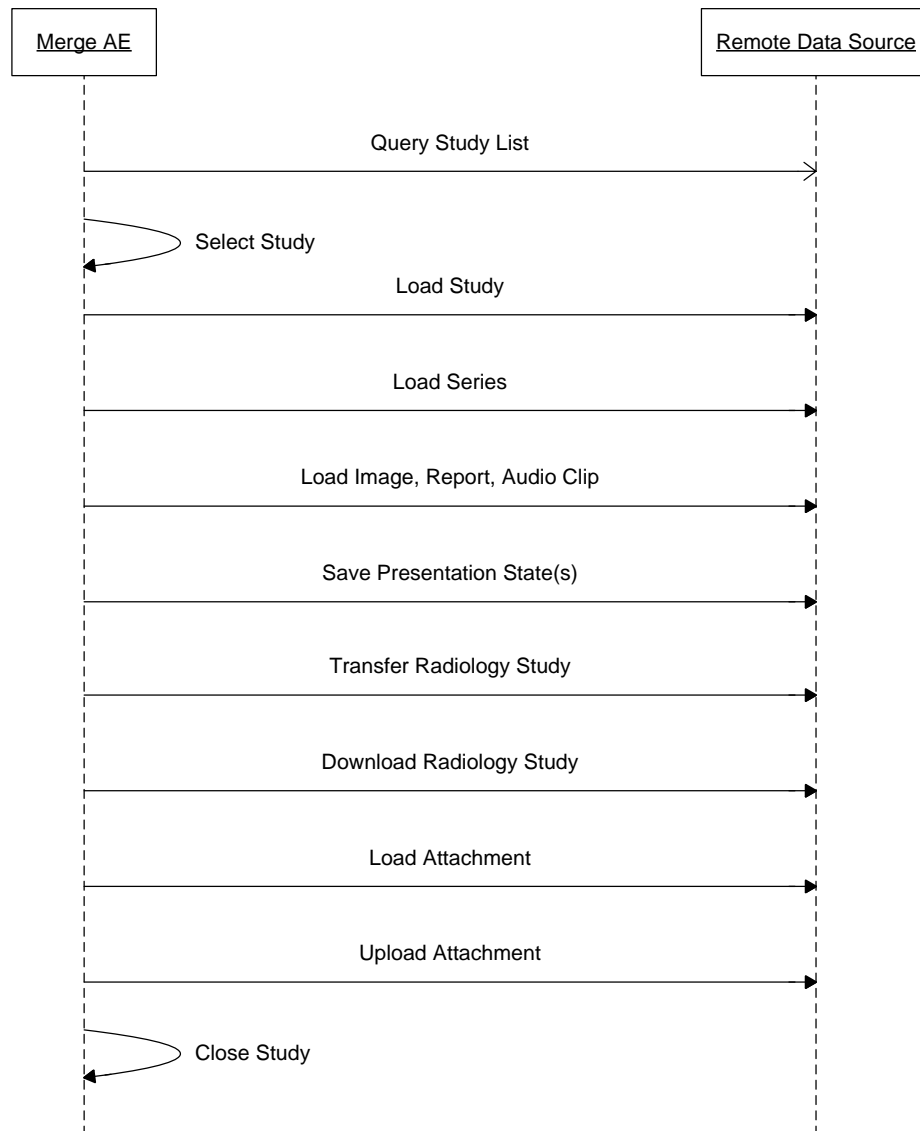 Merge AE
Remote Data Source
Query Study List
Select Study
Load Study
Load Series
Load Image, Report, Audio Clip
Save Presentation State(s)
Transfer Radiology Study
Download Radiology Study
Load Attachment
Upload Attachment
Close Study